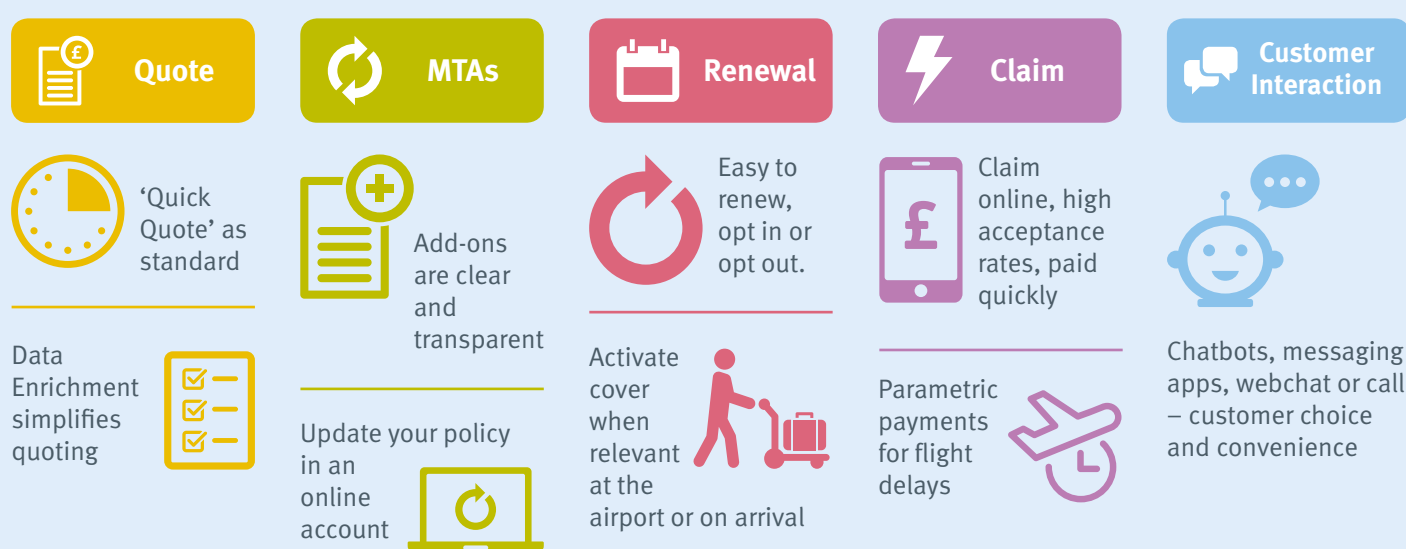 £
Quote
MTAs
Renewal
Claim
Customer
Interaction
‘Quick
Quote’ as
standard
Data
Enrichment
simplifies
quoting
Add-ons
are clear
and
transparent
Update your policy
in an
online
account
Easy to
renew,
opt in or
opt out.
Activate
cover
when
relevant
at the
airport or on arrival
£
Claim
online, high
acceptance
rates, paid
quickly
Parametric
payments
for flight
delays
Chatbots, messaging
apps, webchat or call
– customer choice
and convenience